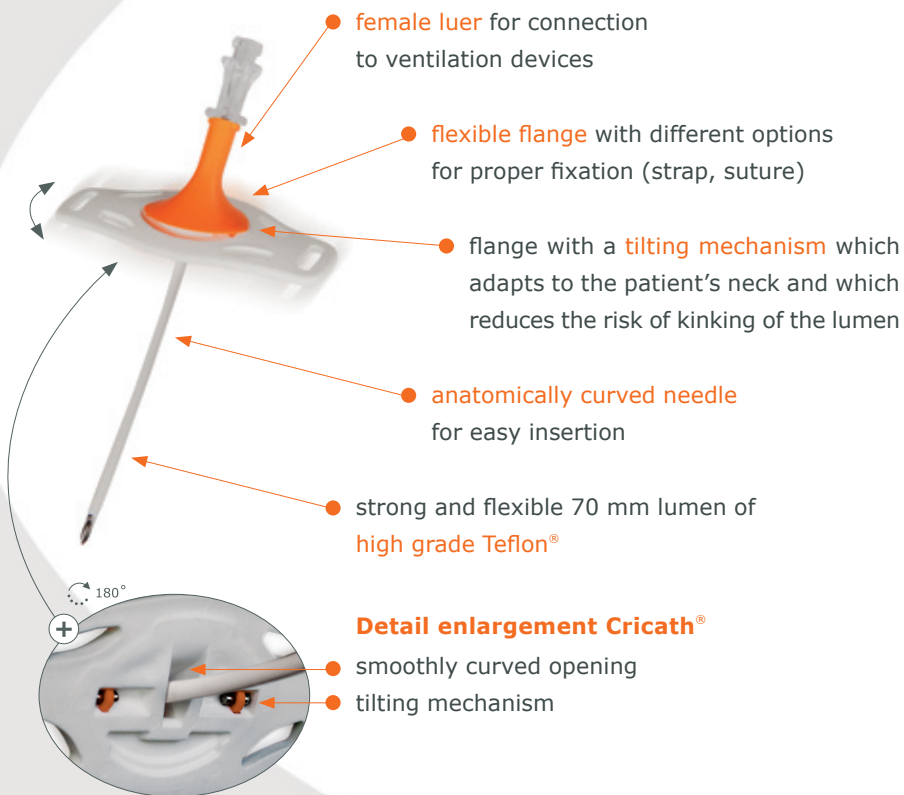 female luer for connection
to ventilation devices
flexible flange with different options
for proper fixation (strap, suture)
flange with a tilting mechanism which
adapts to the patient’s neck and which
reduces the risk of kinking of the lumen
anatomically curved needle
for easy insertion
strong and flexible 70 mm lumen of
high grade Teflon®
180°
+
Detail enlargement Cricath®
smoothly curved opening
tilting mechanism